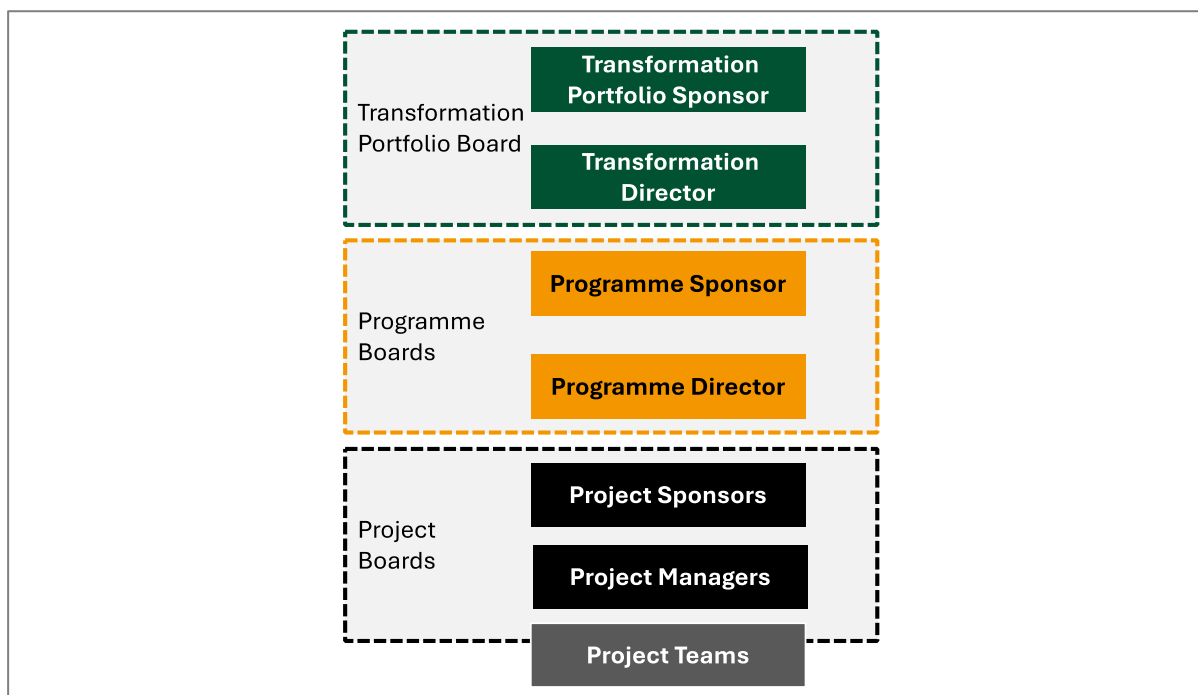 Transformation
Portfolio Board
Transformation
Portfolio Sponsor
Transformation
Director
Programme
Boards
Programme Sponsor
Programme Director
Project
Boards
Project Sponsors
Project Managers
Project Teams